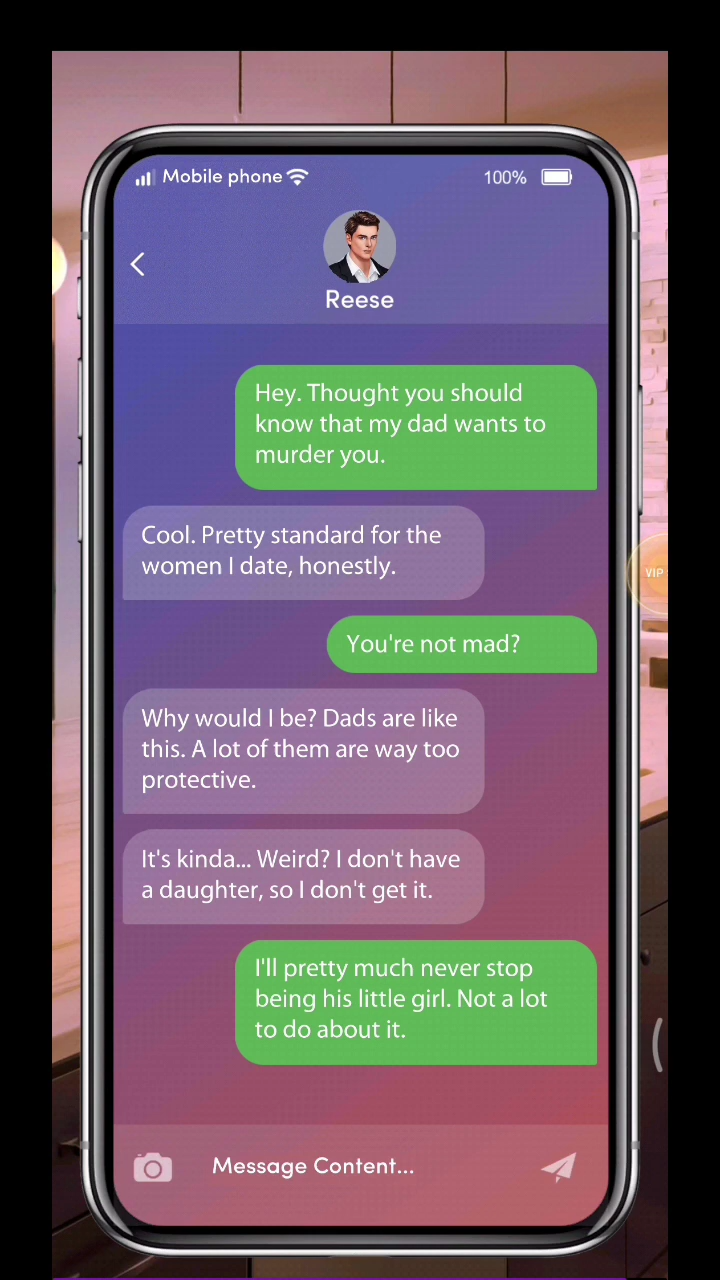 Mobile phone
100%
Reese
Hey. Thought you should
know that my dad wants to
murder you.
Cool. Pretty standard for the
women I date, honestly.
VIP
You're not mad?
Why would I be? Dads are like
this. A lot of them are way too
protective.
It's kinda... Weird? I don't have
a daughter, so I don't get it.
I'll pretty much never stop
being his little girl. Not a lot
to do about it.
Message Content...